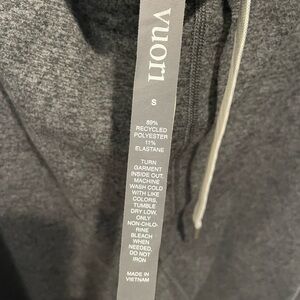 vuori
S
89%
RECYCLED
POLYESTER
11%
ELASTANE
TURN
GARMENT
INSIDE OUT.
MACHINE
WASH COLD
WITH LIKE
COLORS,
TUMBLE
DRY LOW.
ONLY
NON-CHLO-
RINE
BLEACH
WHEN
NEEDED.
DO NOT
IRON
MADE IN
VIETNAM